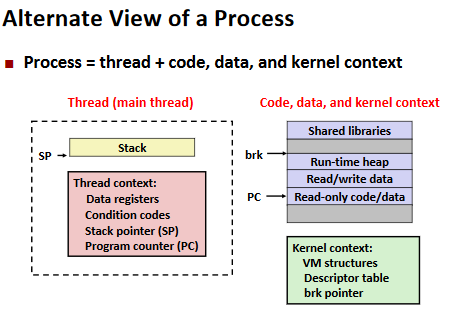 Alternate View of a Process
Process = thread + code, data, and kernel context
Thread (main thread)
SP
Stack
Thread context:
Data registers
Condition codes
Stack pointer (SP)
Program counter (PC)
Code, data, and kernel context
Shared libraries
brk
Run-time heap
Read/write data
PC
Read-only code/data
Kernel context:
VM structures
Descriptor table
brk pointer